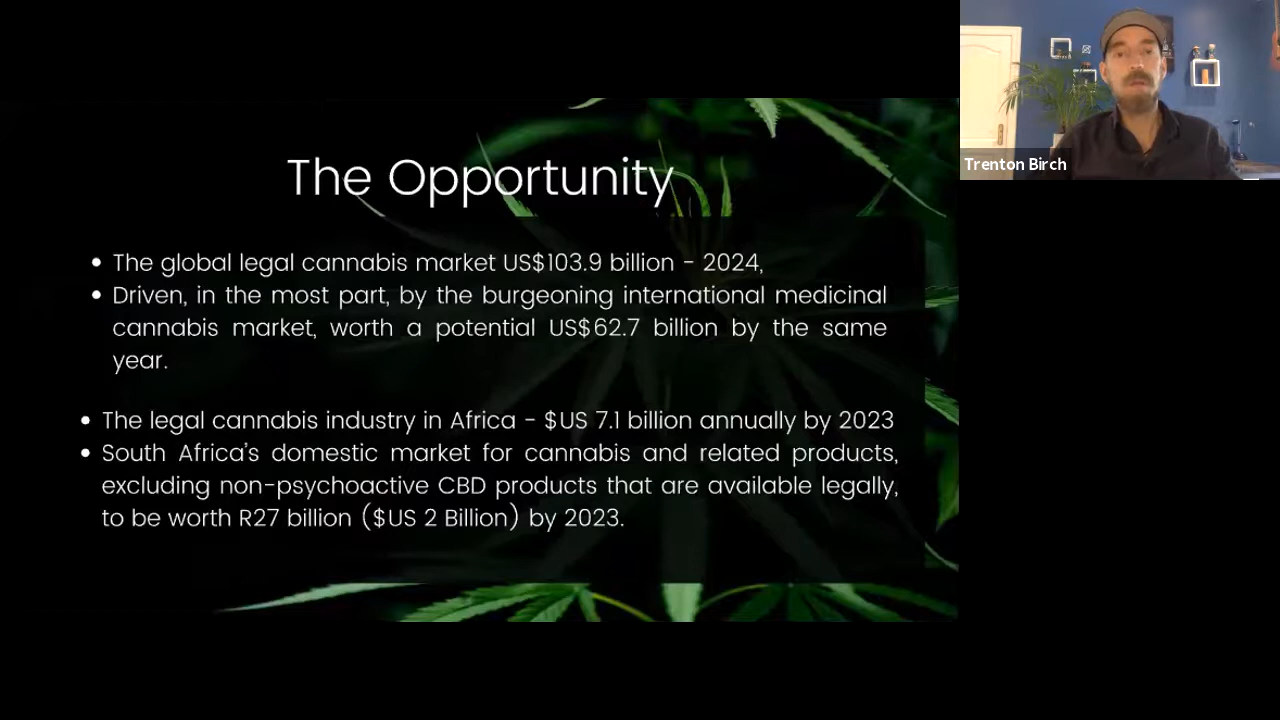 The Opportunity
The global legal cannabis market US$103.9 billion - 2024,
Driven, in the most part, by the burgeoning international medicinal
cannabis market, worth a potential US$62.7 billion by the same
year.
The legal cannabis industry in Africa - $US 7.1 billion annually by 2023
South Africa's domestic market for cannabis and related products,
excluding non-psychoactive CBD products that are available legally,
to be worth R27 billion ($US 2 Billion) by 2023.
Trenton Birch